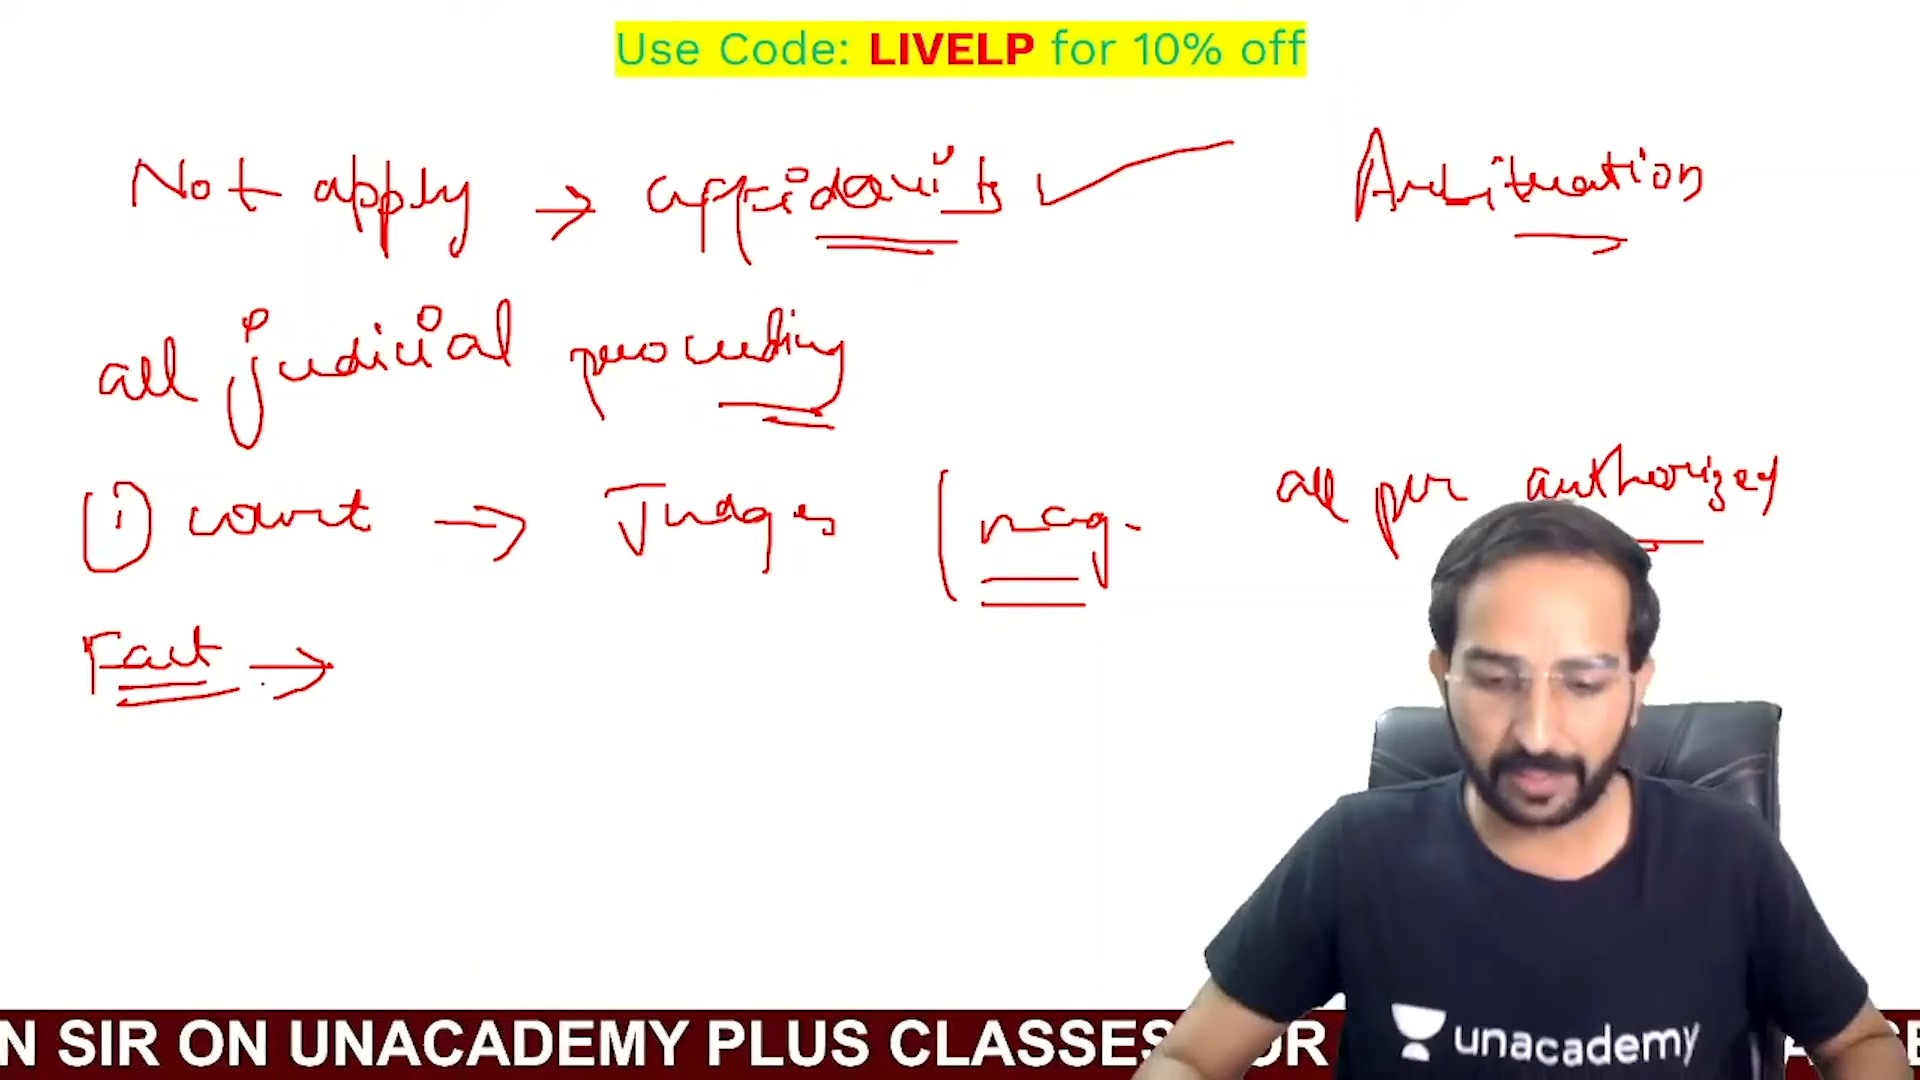 Use Code: LIVELP for 10% off
Not apply → affidavits Arbitration
all judicial proceeding
① court → Judges (mag. all per authorized
Fact →
N SIR ON UNACADEMY PLUS CLASSES
unacademy